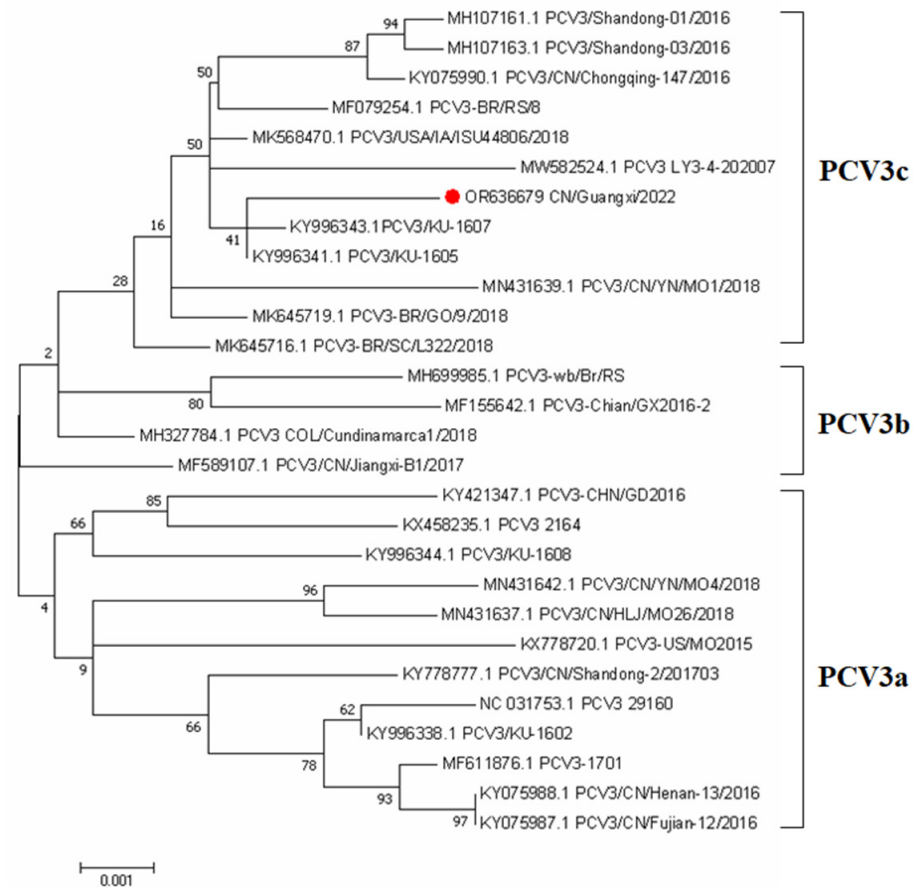 94
MH107161.1 PCV3/Shandong-01/2016
87
MH107163.1 PCV3/Shandong-03/2016
50
KY075990.1 PCV3/CN/Chongqing-147/2016
MF079254.1 PCV3-BR/RS/8
50
MK568470.1 PCV3/USA/IA/ISU44806/2018
MW582524.1 PCV3 LY3-4-202007
PCV3c
OR636679 CN/Guangxi/2022
16
KY996343.1PCV3/KU-1607
41
KY996341.1 PCV3/KU-1605
28
MN431639.1 PCV3/CN/YN/MO1/2018
MK645719.1 PCV3-BR/GO/9/2018
2
MK645716.1 PCV3-BR/SC/L322/2018
MH699985.1 PCV3-wb/Br/RS
80
MF155642.1 PCV3-Chian/GX2016-2
PCV3b
MH327784.1 PCV3 COL/Cundinamarca1/2018
MF589107.1 PCV3/CN/Jiangxi-B1/2017
85
KY421347.1 PCV3-CHN/GD2016
66
KX458235.1 PCV3 2164
KY996344.1 PCV3/KU-1608
4
96
MN431642.1 PCV3/CN/YN/MO4/2018
MN431637.1 PCV3/CN/HLJ/MO26/2018
9
KX778720.1 PCV3-US/MO2015
KY778777.1 PCV3/CN/Shandong-2/201703
PCV3a
66
62
NC 031753.1 PCV3 29160
KY996338.1 PCV3/KU-1602
78
MF611876.1 PCV3-1701
93
KY075988.1 PCV3/CN/Henan-13/2016
97
KY075987.1 PCV3/CN/Fujian-12/2016
0.001